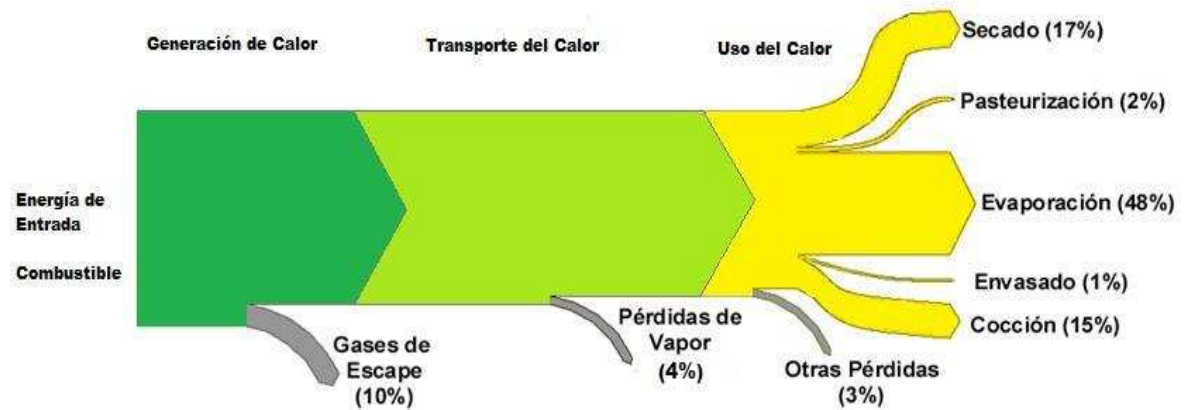 Generación de Calor
Transporte del Calor
Uso del Calor
Secado (17%)
Pasteurización (2%)
Energía de
Entrada
Combustible
Evaporación (48%)
Envasado (1%)
Cocción (15%)
Gases de
Escape
(10%)
Pérdidas de
Vapor
(4%)
Otras Pérdidas
(3%)